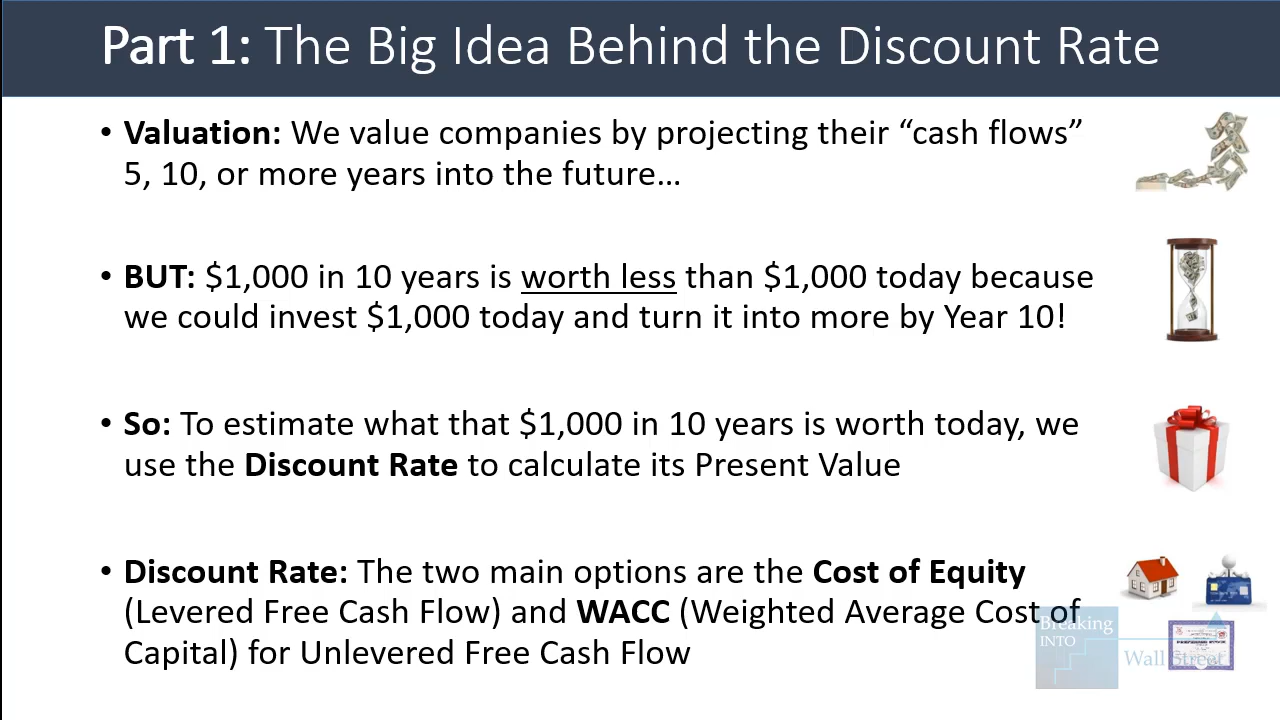 Part 1: The Big Idea Behind the Discount Rate
• Valuation: We value companies by projecting their “cash flows”
5, 10, or more years into the future…
• BUT: $1,000 in 10 years is worth less than $1,000 today because
we could invest $1,000 today and turn it into more by Year 10!
• So: To estimate what that $1,000 in 10 years is worth today, we
use the Discount Rate to calculate its Present Value
• Discount Rate: The two main options are the Cost of Equity
(Levered Free Cash Flow) and WACC (Weighted Average Cost of
Capital) for Unlevered Free Cash Flow
Breaking
INTO
Wall Street